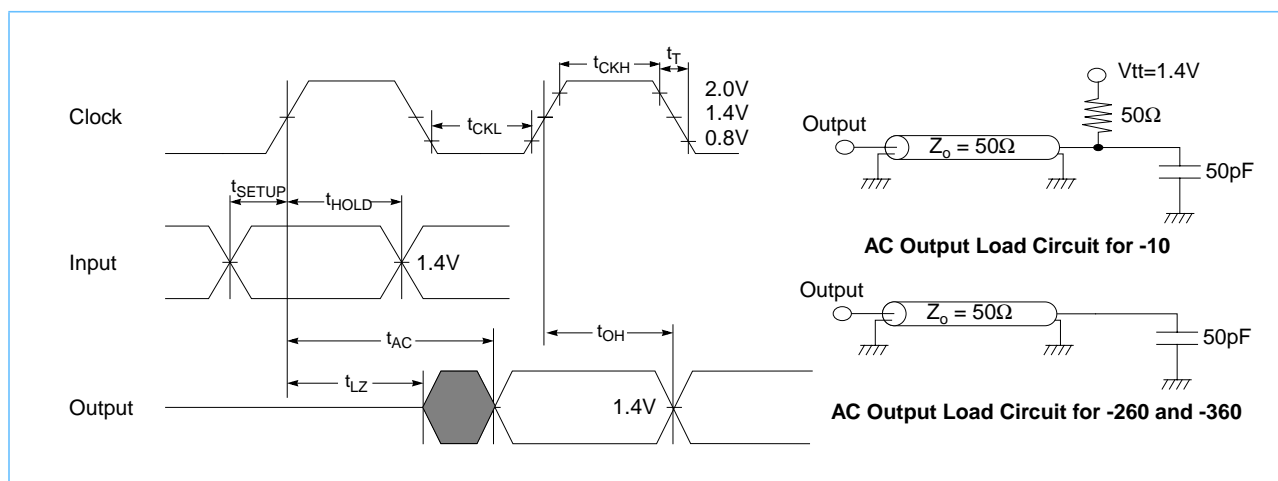 Clock
tCKH
tT
tCKL
2.0V
1.4V
0.8V
tSETUP
tHOLD
Input
1.4V
tAC
tOH
tLZ
Output
1.4V
Vtt=1.4V
50Ω
Output
Zo = 50Ω
50pF
AC Output Load Circuit for -10
Output
Zo = 50Ω
50pF
AC Output Load Circuit for -260 and -360